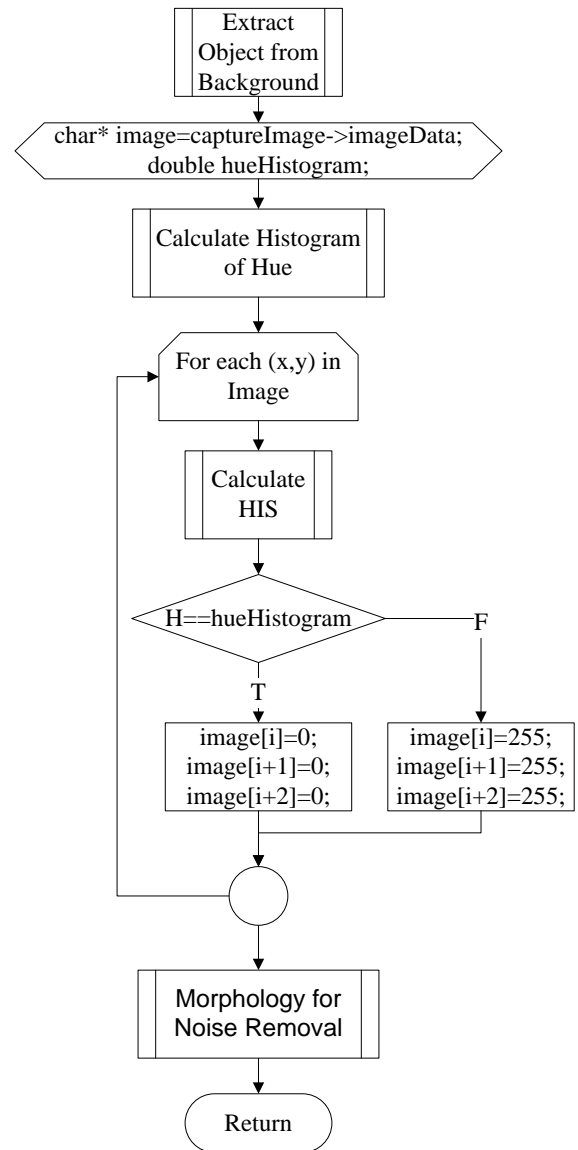 Extract
Object from
Background
char* image=captureImage->imageData;
double hueHistogram;
Calculate Histogram
of Hue
For each (x,y) in
Image
Calculate
HIS
H==hueHistogram
F
T
image[i]=0;
image[i+1]=0;
image[i+2]=0;
image[i]=255;
image[i+1]=255;
image[i+2]=255;
Morphology for
Noise Removal
Return